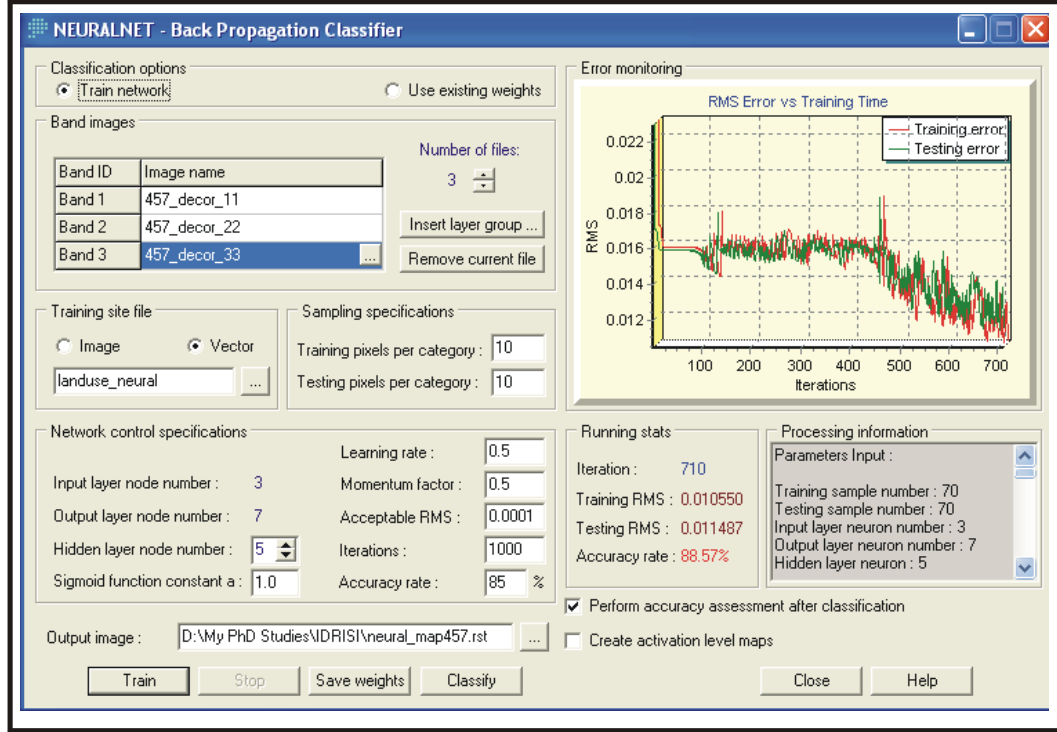 NEURALNET - Back Propagation Classifier
Classification options
Train network
Use existing weights
Band images
Number of files:
3
Band ID Image name
Band 1 457_decor_11
Band 2 457_decor_22
Band 3 457_decor_33 ...
Insert layer group ...
Remove current file
Training site file
Image
Vector
landuse_neural ...
Sampling specifications
Training pixels per category : 10
Testing pixels per category : 10
Network control specifications
Input layer node number : 3
Output layer node number : 7
Hidden layer node number : 5
Sigmoid function constant a : 1.0
Learning rate : 0.5
Momentum factor : 0.5
Acceptable RMS : 0.0001
Iterations : 1000
Accuracy rate : 85 %
Output image : D:\My PhD Studies\IDRISI\neural_map457.rst ...
Train
Stop
Save weights
Classify
Error monitoring
RMS Error vs Training Time
Training error
Testing error
RMS
0.022
0.02
0.018
0.016
0.014
0.012
100 200 300 400 500 600 700
Iterations
Running stats
Iteration : 710
Training RMS : 0.010550
Testing RMS : 0.011487
Accuracy rate : 88.57%
Processing information
Parameters Input :
Training sample number : 70
Testing sample number : 70
Input layer neuron number : 3
Output layer neuron number : 7
Hidden layer neuron : 5
Perform accuracy assessment after classification
Create activation level maps
Close
Help